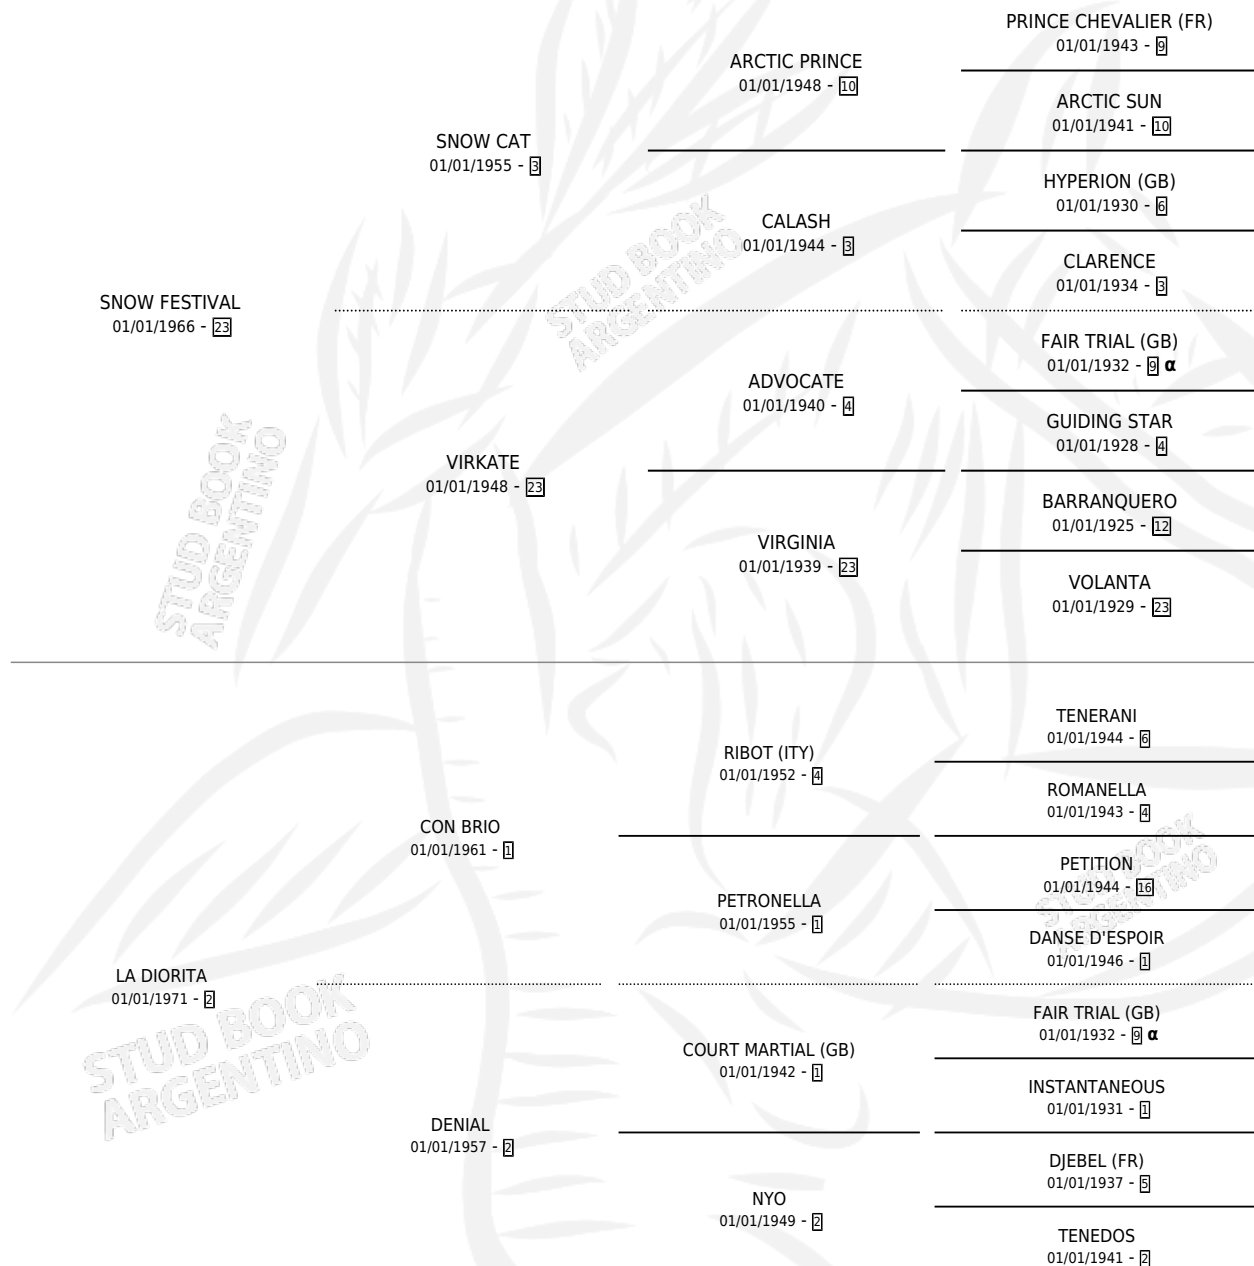 PRINCE CHEVALIER (FR)
01/01/1943 - 9
ARCTIC PRINCE
01/01/1948 - 10
ARCTIC SUN
01/01/1941 - 10
SNOW CAT
01/01/1955 - 3
HYPERION (GB)
01/01/1930 - 6
CALASH
01/01/1944 - 3
CLARENCE
01/01/1934 - 3
SNOW FESTIVAL
01/01/1966 - 23
FAIR TRIAL (GB)
01/01/1932 - 9 α
ADVOCATE
01/01/1940 - 4
GUIDING STAR
01/01/1928 - 4
VIRKATE
01/01/1948 - 23
BARRANQUERO
01/01/1925 - 12
VIRGINIA
01/01/1939 - 23
VOLANTA
01/01/1929 - 23
TENERANI
01/01/1944 - 6
RIBOT (ITY)
01/01/1952 - 4
ROMANELLA
01/01/1943 - 4
CON BRIO
01/01/1961 - 1
PETITION
01/01/1944 - 16
PETRONELLA
01/01/1955 - 1
DANSE D'ESPOIR
01/01/1946 - 1
LA DIORITA
01/01/1971 - 2
FAIR TRIAL (GB)
01/01/1932 - 9 α
COURT MARTIAL (GB)
01/01/1942 - 1
INSTANTANEOUS
01/01/1931 - 1
DENIAL
01/01/1957 - 2
DJEBEL (FR)
01/01/1937 - 5
NYO
01/01/1949 - 2
TENEDOS
01/01/1941 - 2
STUD BOOK
ARGENTINO
STUD BOOK
ARGENTINO
STUD BOOK
ARGENTINO
STUD BOOK
ARGENTINO